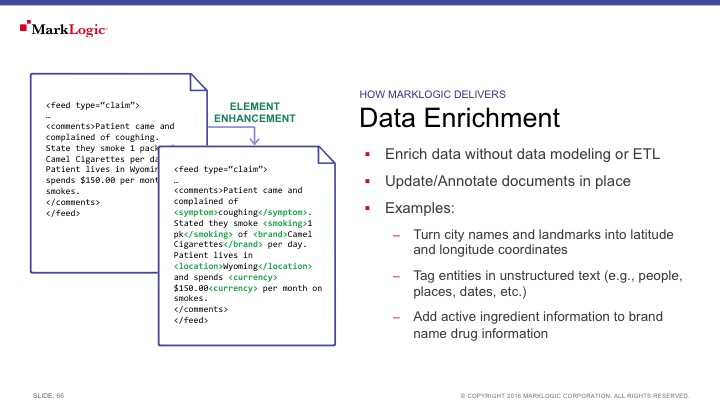 MarkLogic
<feed type=“claim”>
…
<comments>Patient came and
complained of coughing.
State they smoke 1 pack
Camel Cigarettes per da
Patient lives in Wyomin
spends $150.00 per mont
smokes.
</comments>
</feed>
ELEMENT
ENHANCEMENT
<feed type=“claim”>
…
<comments>Patient came and
complained of
<symptom>coughing</symptom>.
Stated they smoke <smoking>1
pk</smoking> of <brand>Camel
Cigarettes</brand> per day.
Patient lives in
<location>Wyoming</location>
and spends <currency>
$150.00<currency> per month on
smokes.
</comments>
</feed>
HOW MARKLOGIC DELIVERS
Data Enrichment
▪ Enrich data without data modeling or ETL
▪ Update/Annotate documents in place
▪ Examples:
– Turn city names and landmarks into latitude
and longitude coordinates
– Tag entities in unstructured text (e.g., people,
places, dates, etc.)
– Add active ingredient information to brand
name drug information
SLIDE: 66
© COPYRIGHT 2016 MARKLOGIC CORPORATION. ALL RIGHTS RESERVED.